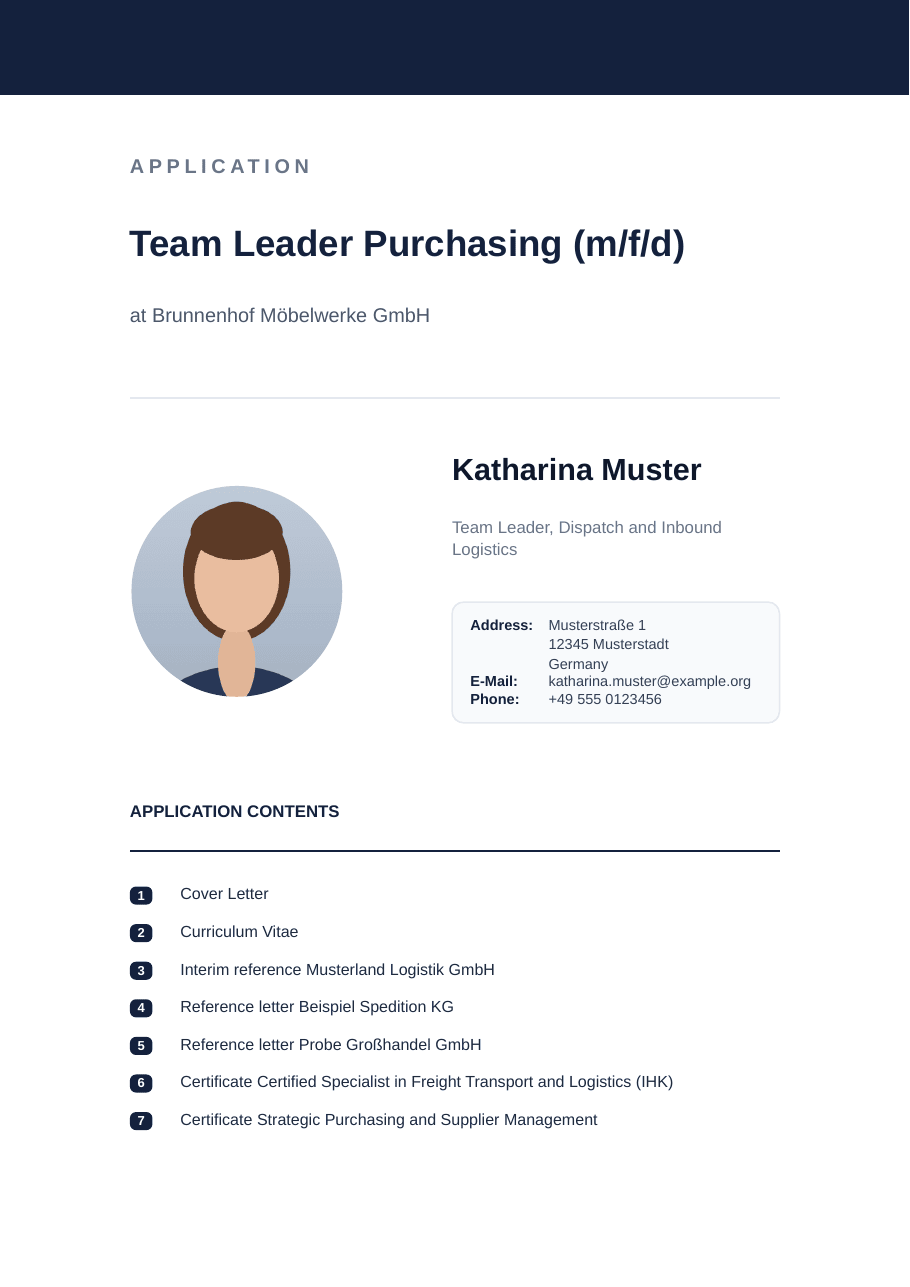 APPLICATION
Team Leader Purchasing (m/f/d)
at Brunnenhof Möbelwerke GmbH
Katharina Muster
Team Leader, Dispatch and Inbound
Logistics
Address: Musterstraße 1
12345 Musterstadt
Germany
E-Mail: katharina.muster@example.org
Phone: +49 555 0123456
APPLICATION CONTENTS
1 Cover Letter
2 Curriculum Vitae
3 Interim reference Musterland Logistik GmbH
4 Reference letter Beispiel Spedition KG
5 Reference letter Probe Großhandel GmbH
6 Certificate Certified Specialist in Freight Transport and Logistics (IHK)
7 Certificate Strategic Purchasing and Supplier Management